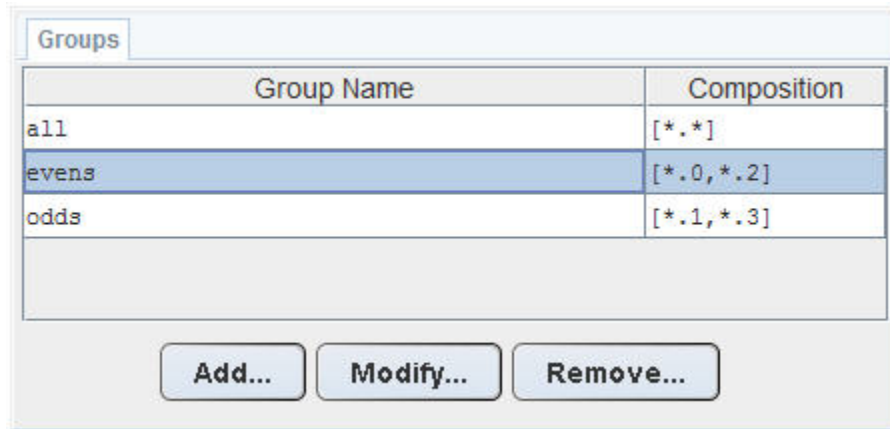 Groups
Group Name Composition
all [*.*]
evens [*.0,*.2]
odds [*.1,*.3]
Add... Modify... Remove...